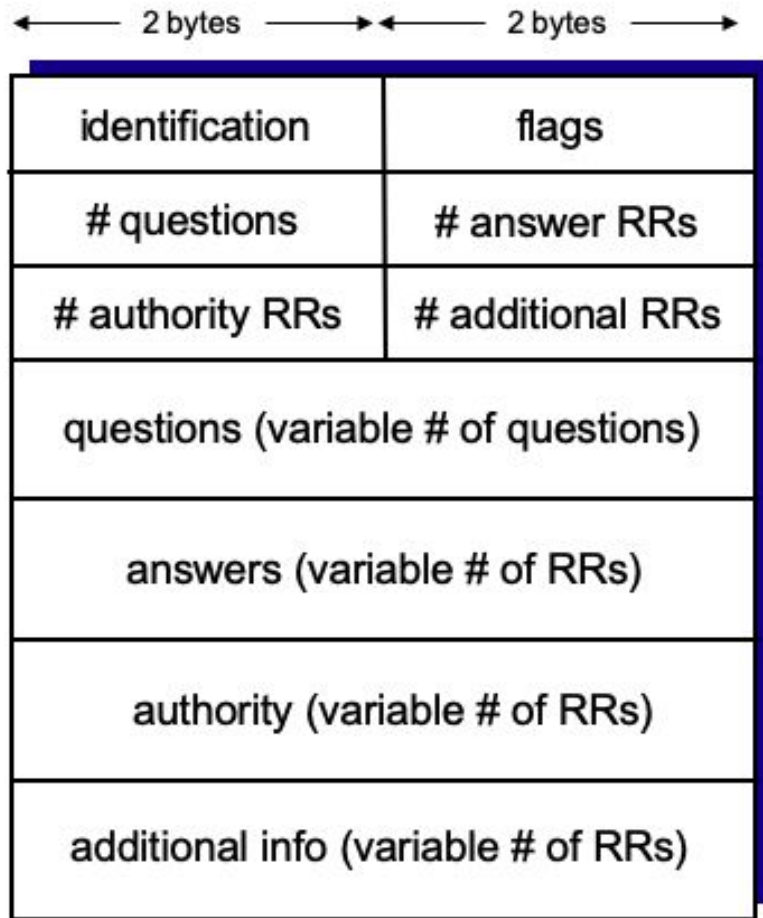 2 bytes 2 bytes
identification flags
# questions # answer RRs
# authority RRs # additional RRs
questions (variable # of questions)
answers (variable # of RRs)
authority (variable # of RRs)
additional info (variable # of RRs)